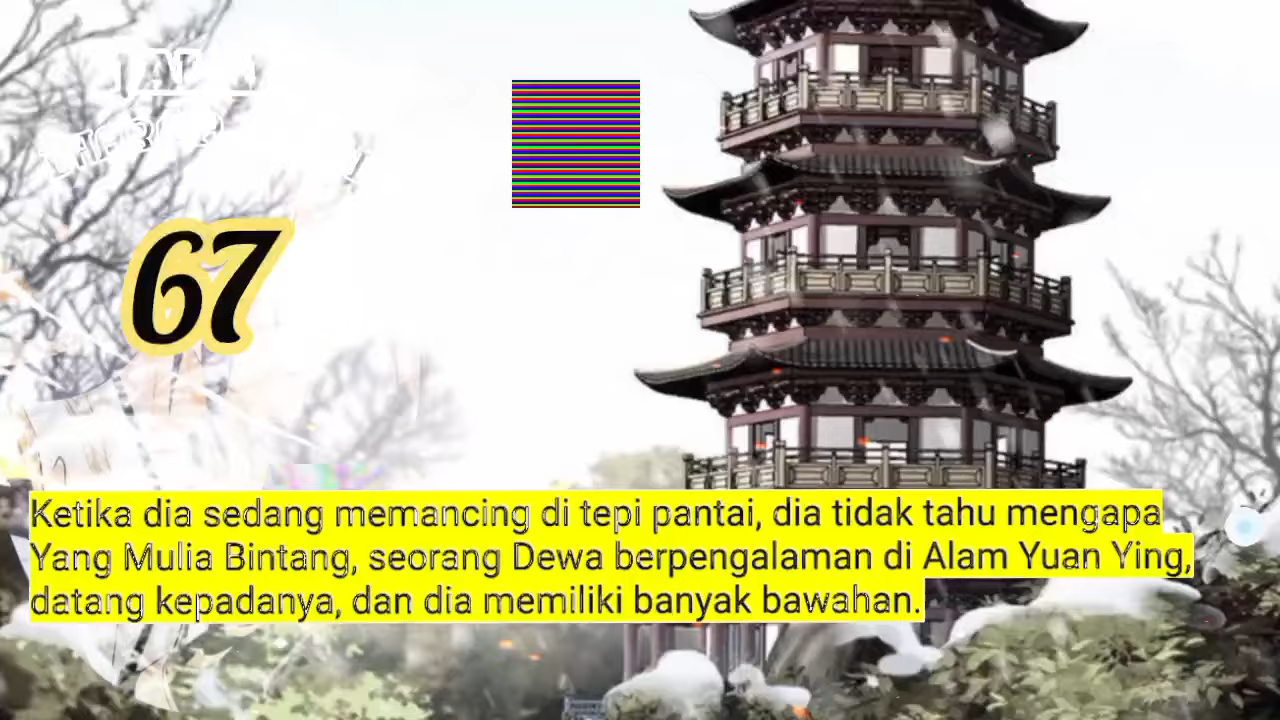 67
Ketika dia sedang memancing di tepi pantai, dia tidak tahu mengapa
Yang Mulia Bintang, seorang Dewa berpengalaman di Alam Yuan Ying,
datang kepadanya, dan dia memiliki banyak bawahan.